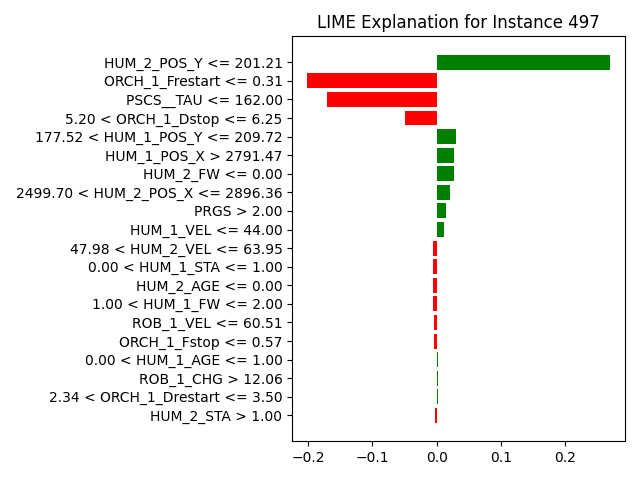 LIME Explanation for Instance 497
HUM_2_POS_Y <= 201.21
ORCH_1_Frestart <= 0.31
PSCS__TAU <= 162.00
5.20 < ORCH_1_Dstop <= 6.25
177.52 < HUM_1_POS_Y <= 209.72
HUM_1_POS_X > 2791.47
HUM_2_FW <= 0.00
2499.70 < HUM_2_POS_X <= 2896.36
PRGS > 2.00
HUM_1_VEL <= 44.00
47.98 < HUM_2_VEL <= 63.95
0.00 < HUM_1_STA <= 1.00
HUM_2_AGE <= 0.00
1.00 < HUM_1_FW <= 2.00
ROB_1_VEL <= 60.51
ORCH_1_Fstop <= 0.57
0.00 < HUM_1_AGE <= 1.00
ROB_1_CHG > 12.06
2.34 < ORCH_1_Drestart <= 3.50
HUM_2_STA > 1.00
−0.2 −0.1 0.0 0.1 0.2